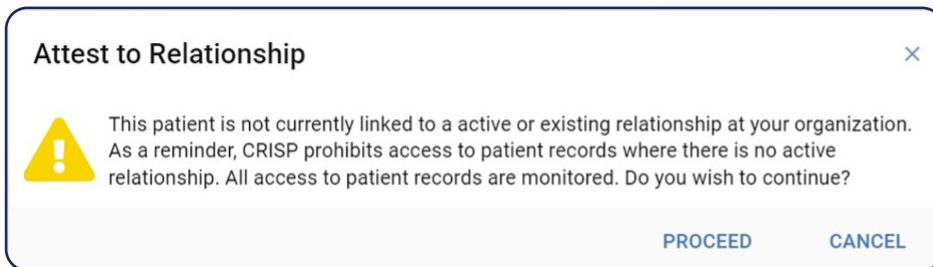 Attest to Relationship
This patient is not currently linked to a active or existing relationship at your organization.
As a reminder, CRISP prohibits access to patient records where there is no active
relationship. All access to patient records are monitored. Do you wish to continue?
PROCEED CANCEL